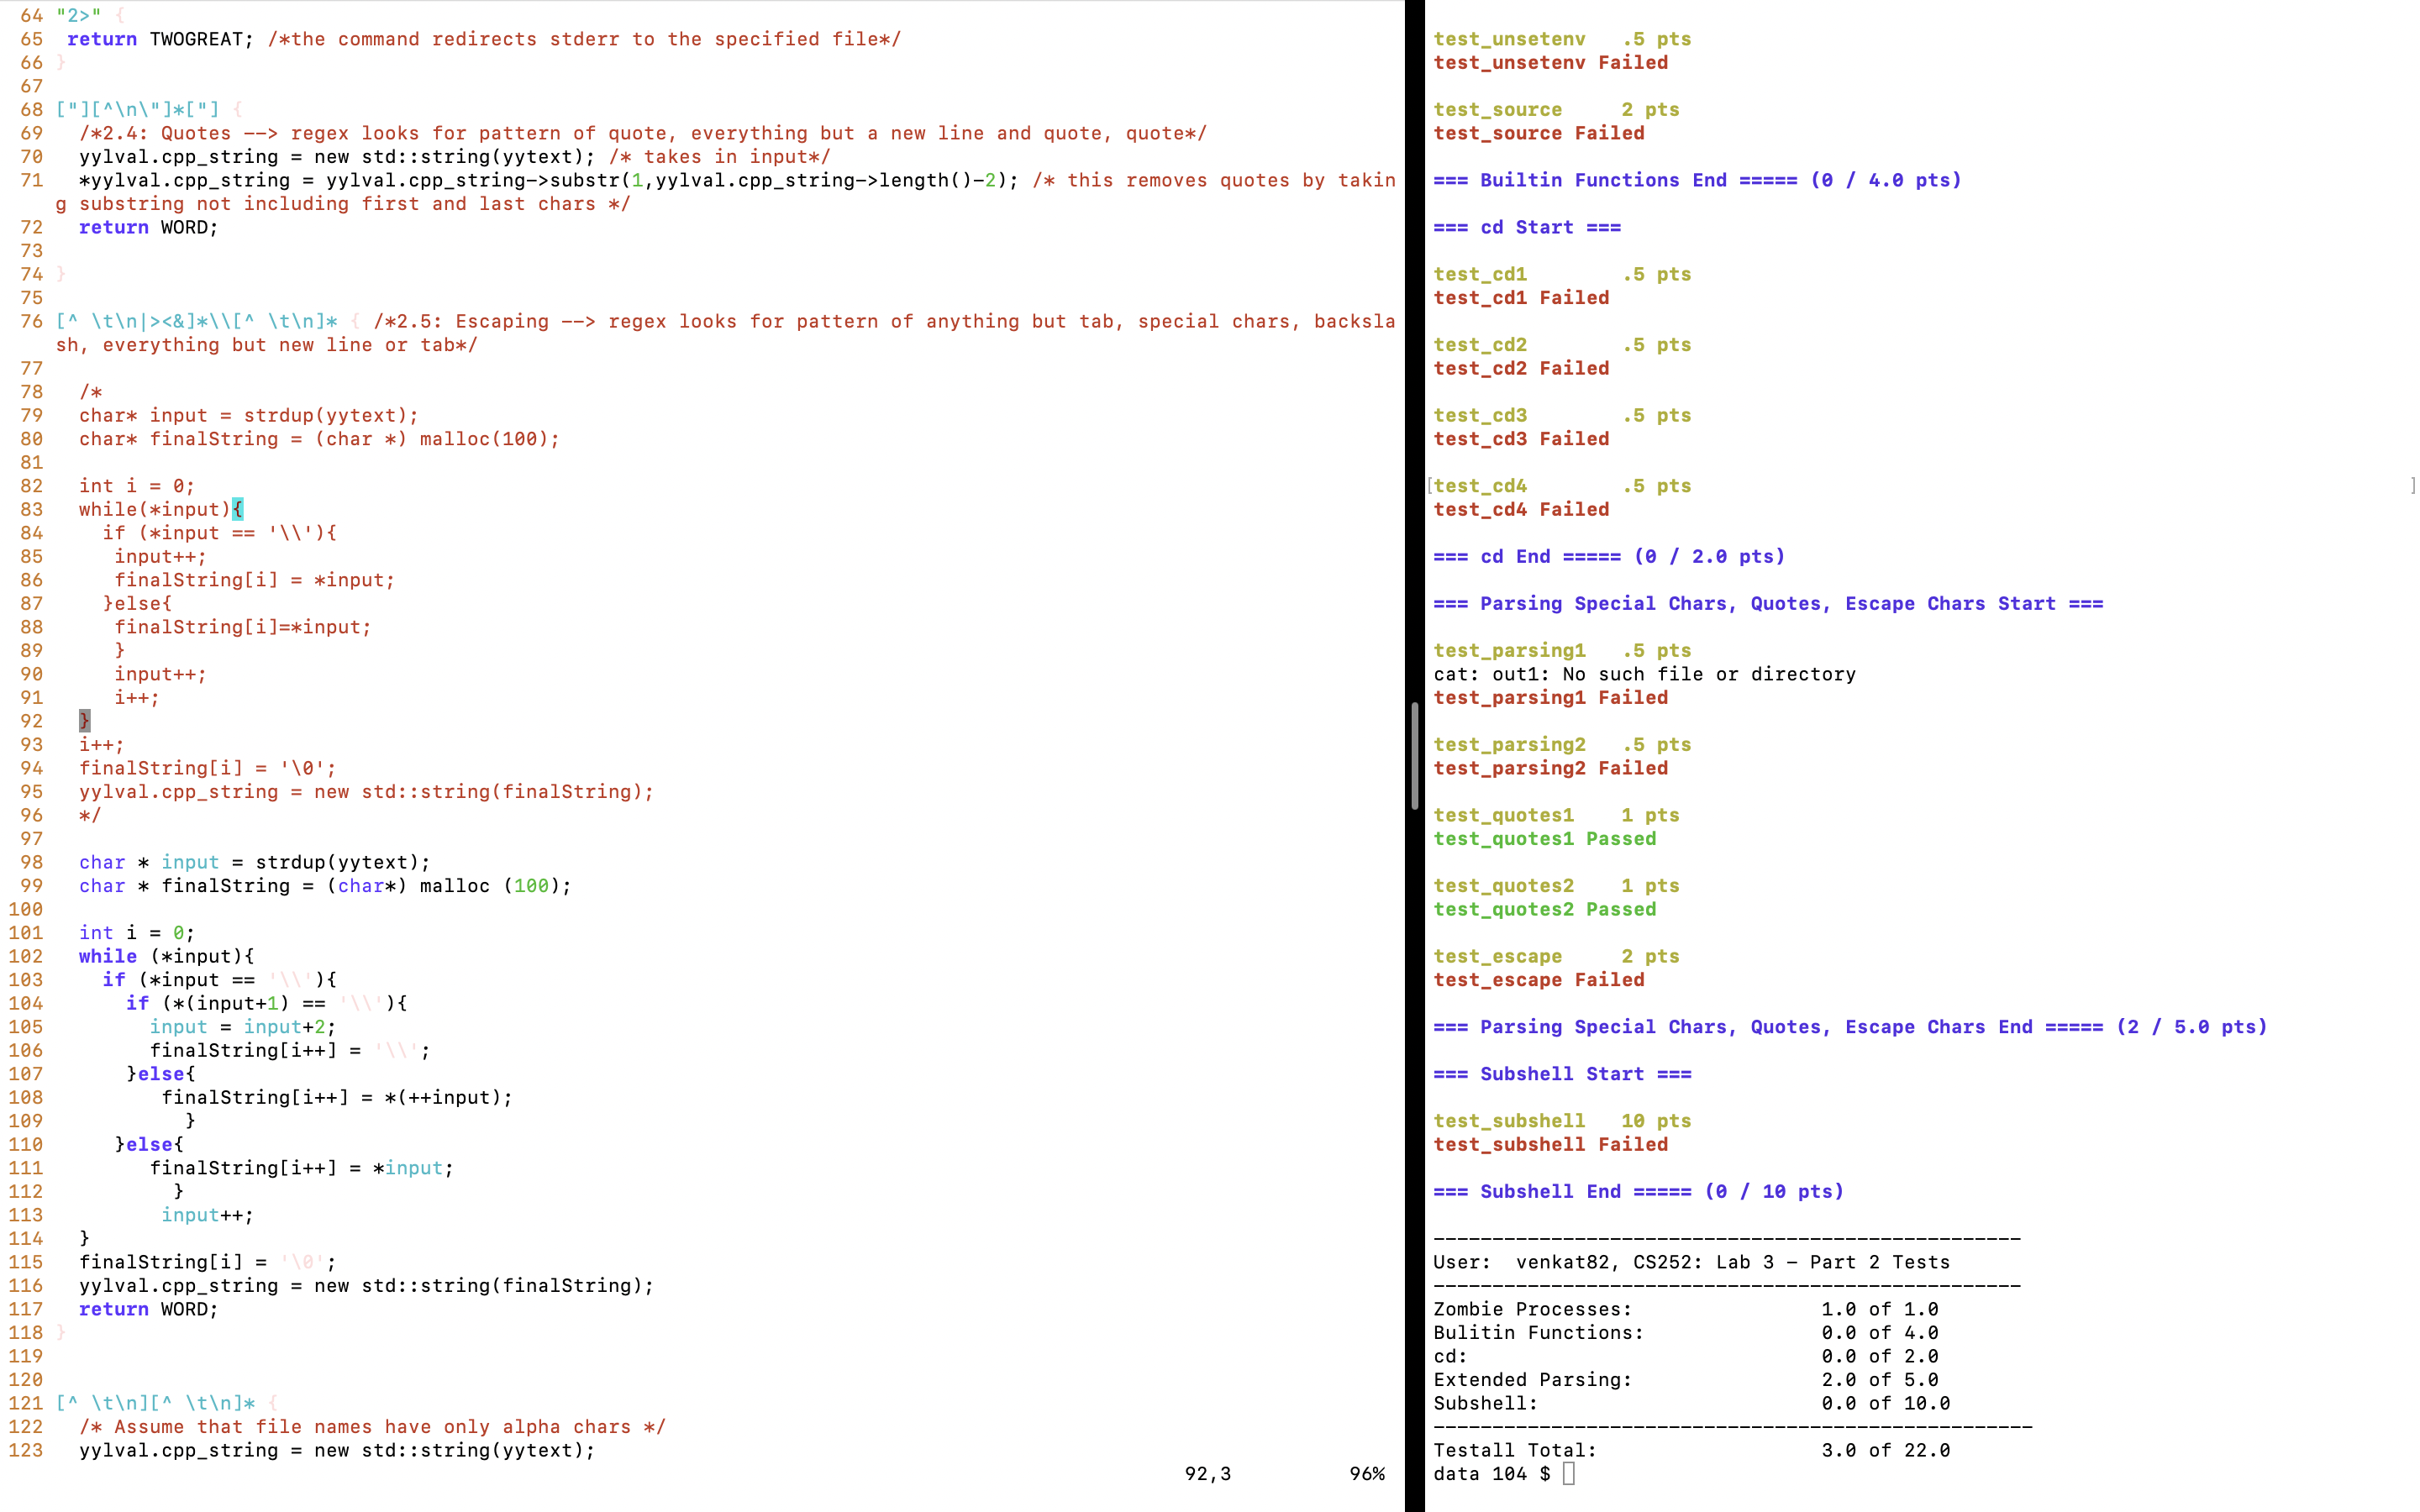 64 "2>" {
65  return TWOGREAT; /*the command redirects stderr to the specified file*/
66 }
67
68 ["][^\n\"]*["] {
69   /*2.4: Quotes --> regex looks for pattern of quote, everything but a new line and quote, quote*/
70   yylval.cpp_string = new std::string(yytext); /* takes in input*/
71   *yylval.cpp_string = yylval.cpp_string->substr(1,yylval.cpp_string->length()-2); /* this removes quotes by takin
g substring not including first and last chars */
72   return WORD;
73
74 }
75
76 [^ \t\n|><&]*\\[^ \t\n]* { /*2.5: Escaping --> regex looks for pattern of anything but tab, special chars, backsla
sh, everything but new line or tab*/
77
78   /*
79   char* input = strdup(yytext);
80   char* finalString = (char *) malloc(100);
81
82   int i = 0;
83   while(*input){
84     if (*input == '\\'){
85      input++;
86      finalString[i] = *input;
87     }else{
88      finalString[i]=*input;
89      }
90      input++;
91      i++;
92   }
93   i++;
94   finalString[i] = '\0';
95   yylval.cpp_string = new std::string(finalString);
96   */
97
98   char * input = strdup(yytext);
99   char * finalString = (char*) malloc (100);
100
101   int i = 0;
102   while (*input){
103     if (*input == '\\'){
104       if (*(input+1) == '\\'){
105         input = input+2;
106         finalString[i++] = '\\';
107       }else{
108          finalString[i++] = *(++input);
109            }
110      }else{
111         finalString[i++] = *input;
112           }
113          input++;
114   }
115   finalString[i] = '\0';
116   yylval.cpp_string = new std::string(finalString);
117   return WORD;
118 }
119
120
121 [^ \t\n][^ \t\n]* {
122   /* Assume that file names have only alpha chars */
123   yylval.cpp_string = new std::string(yytext);
92,3          96%
test_unsetenv   .5 pts
test_unsetenv Failed
test_source     2 pts
test_source Failed
=== Builtin Functions End ===== (0 / 4.0 pts)
=== cd Start ===
test_cd1        .5 pts
test_cd1 Failed
test_cd2        .5 pts
test_cd2 Failed
test_cd3        .5 pts
test_cd3 Failed
[test_cd4        .5 pts ]
test_cd4 Failed
=== cd End ===== (0 / 2.0 pts)
=== Parsing Special Chars, Quotes, Escape Chars Start ===
test_parsing1   .5 pts
cat: out1: No such file or directory
test_parsing1 Failed
test_parsing2   .5 pts
test_parsing2 Failed
test_quotes1    1 pts
test_quotes1 Passed
test_quotes2    1 pts
test_quotes2 Passed
test_escape     2 pts
test_escape Failed
=== Parsing Special Chars, Quotes, Escape Chars End ===== (2 / 5.0 pts)
=== Subshell Start ===
test_subshell   10 pts
test_subshell Failed
=== Subshell End ===== (0 / 10 pts)
--------------------------------------------------
User:  venkat82, CS252: Lab 3 – Part 2 Tests
--------------------------------------------------
Zombie Processes:                1.0 of 1.0
Bulitin Functions:               0.0 of 4.0
cd:                              0.0 of 2.0
Extended Parsing:                2.0 of 5.0
Subshell:                        0.0 of 10.0
---------------------------------------------------
Testall Total:                   3.0 of 22.0
data 104 $